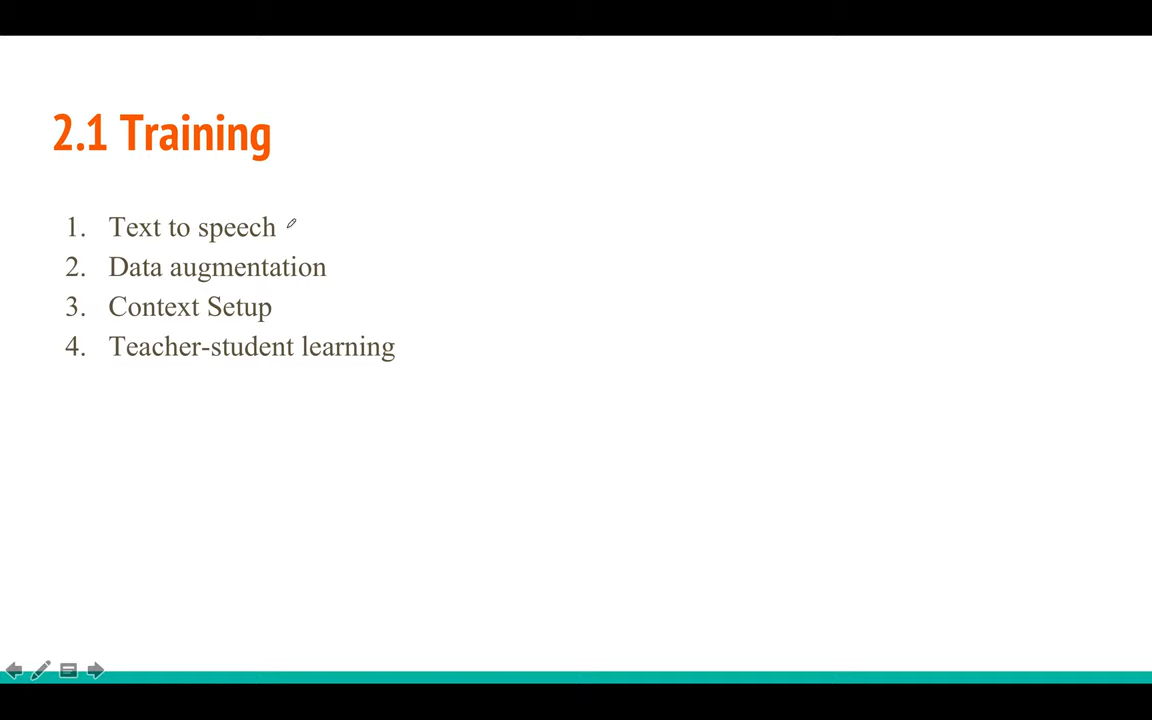 2.1 Training
1. Text to speech
2. Data augmentation
3. Context Setup
4. Teacher-student learning